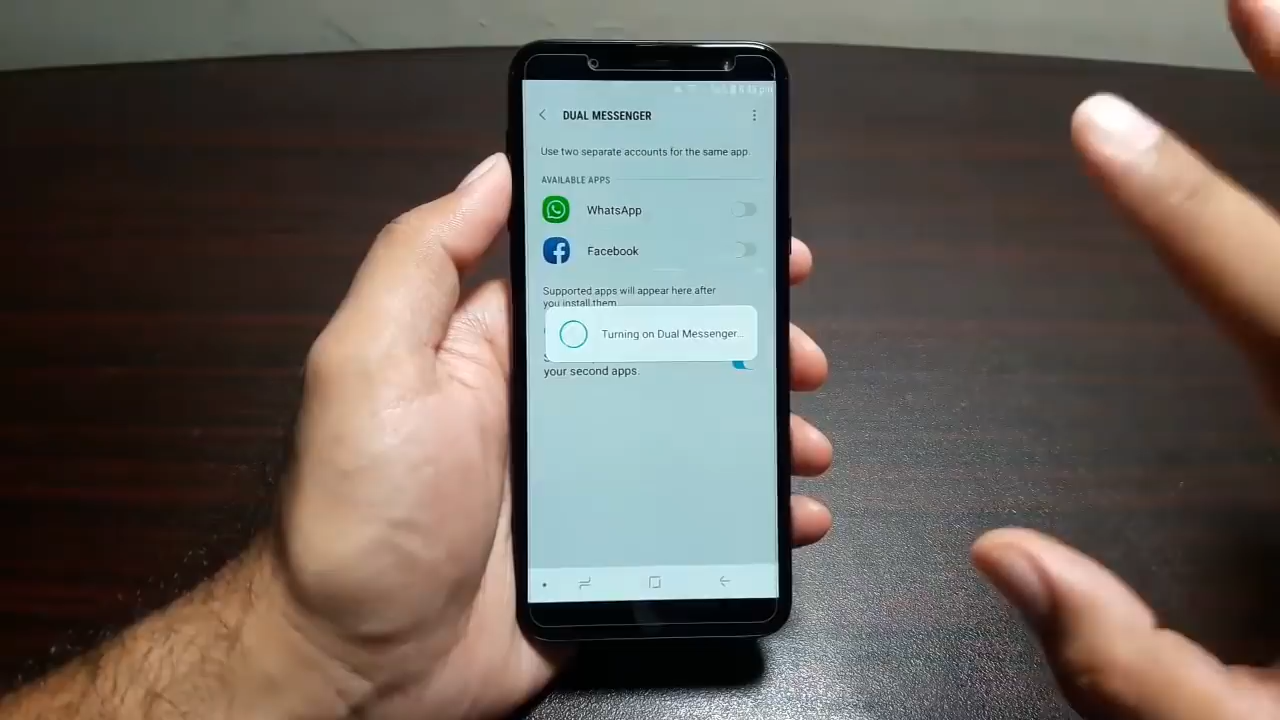 DUAL MESSENGER
Use two separate accounts for the same app.
AVAILABLE APPS
WhatsApp
Facebook
Supported apps will appear here after
you install them
Turning on Dual Messenger...
your second apps.